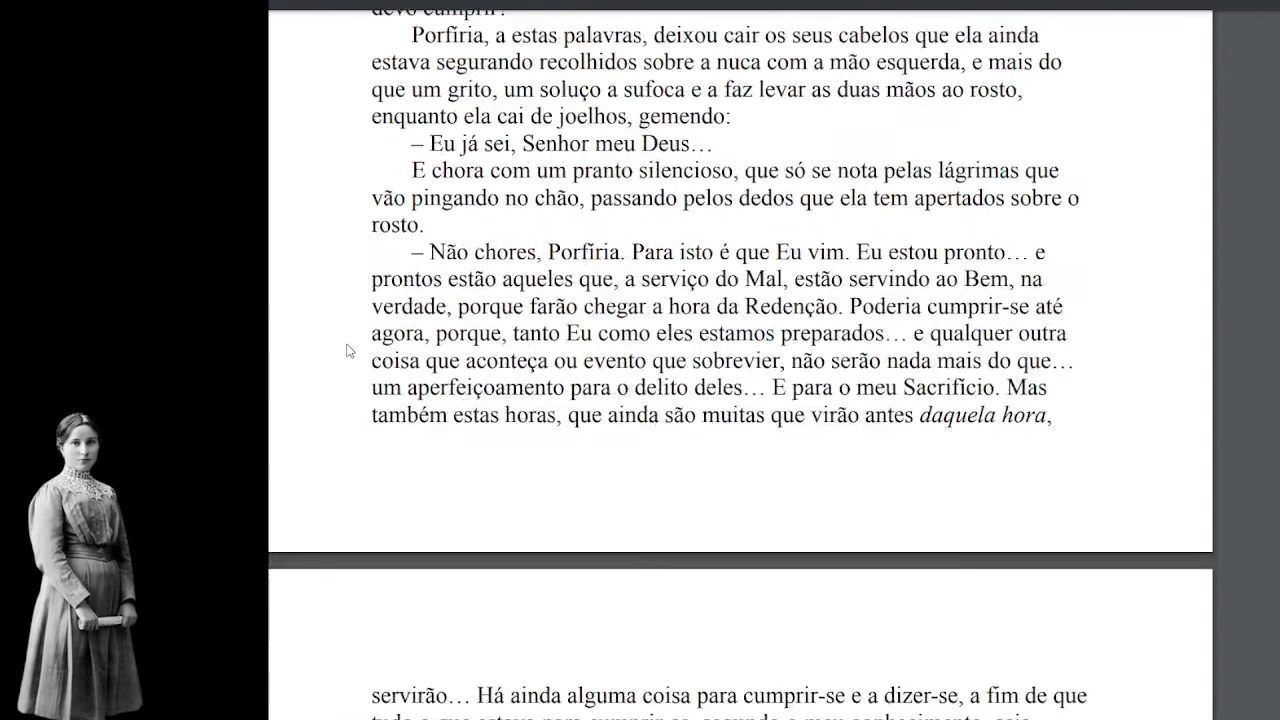 devo cumprir?
Porfíria, a estas palavras, deixou cair os seus cabelos que ela ainda
estava segurando recolhidos sobre a nuca com a mão esquerda, e mais do
que um grito, um soluço a sufoca e a faz levar as duas mãos ao rosto,
enquanto ela cai de joelhos, gemendo:
– Eu já sei, Senhor meu Deus…
E chora com um pranto silencioso, que só se nota pelas lágrimas que
vão pingando no chão, passando pelos dedos que ela tem apertados sobre o
rosto.
– Não chores, Porfíria. Para isto é que Eu vim. Eu estou pronto… e
prontos estão aqueles que, a serviço do Mal, estão servindo ao Bem, na
verdade, porque farão chegar a hora da Redenção. Poderia cumprir-se até
agora, porque, tanto Eu como eles estamos preparados… e qualquer outra
coisa que aconteça ou evento que sobrevier, não serão nada mais do que…
um aperfeiçoamento para o delito deles… E para o meu Sacrifício. Mas
também estas horas, que ainda são muitas que virão antes daquela hora,
servirão… Há ainda alguma coisa para cumprir-se e a dizer-se, a fim de que